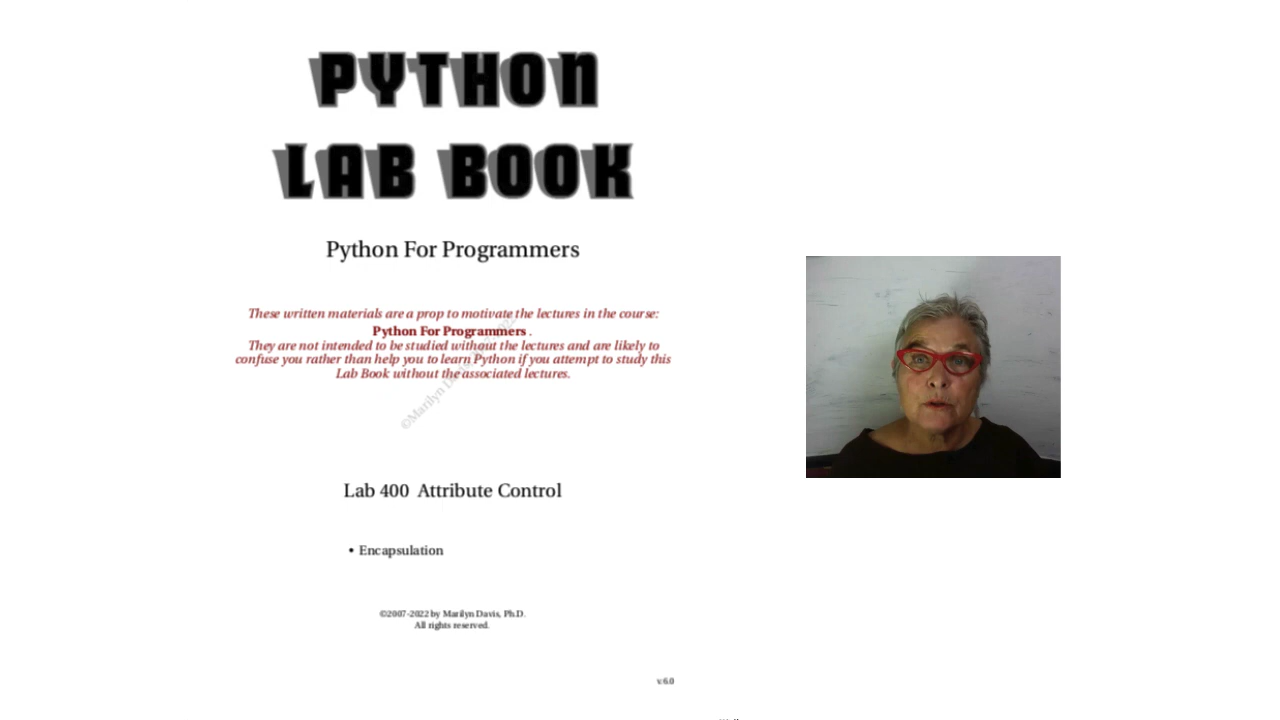 PYTHON
LAB BOOK
Python For Programmers
These written materials are a prop to motivate the lectures in the course:
Python For Programmers .
They are not intended to be studied without the lectures and are likely to
confuse you rather than help you to learn Python if you attempt to study this
Lab Book without the associated lectures.
©Marilyn
Lab 400 Attribute Control
• Encapsulation
©2007-2022 by Marilyn Davis, Ph.D.
All rights reserved.
v.6.0